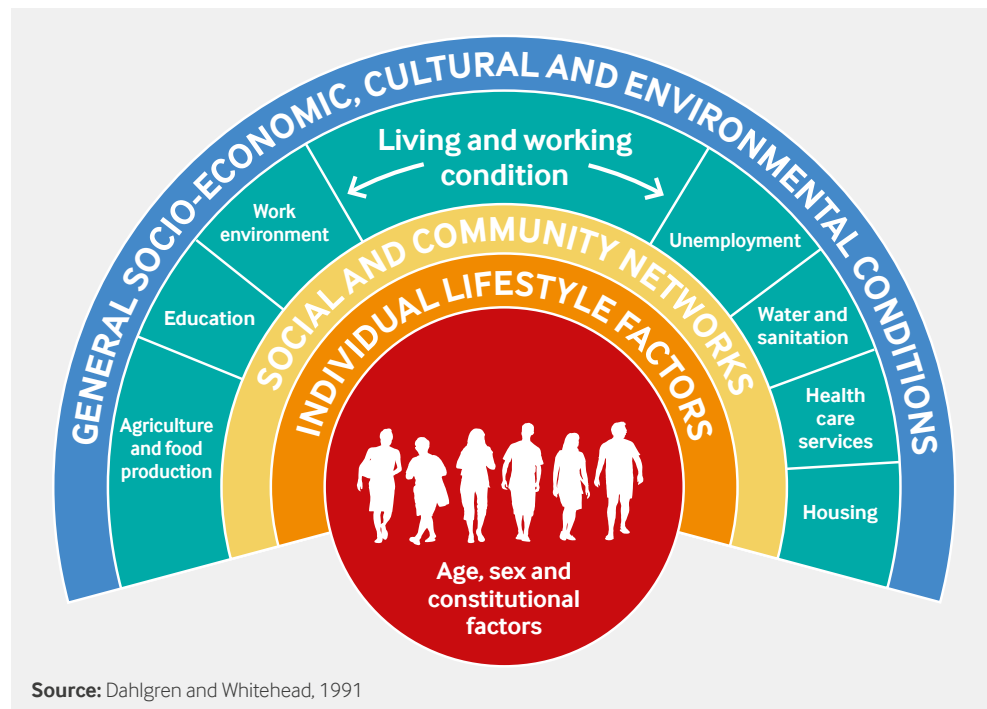 GENERAL SOCIO-ECONOMIC, CULTURAL AND ENVIRONMENTAL CONDITIONS
Living and working
condition
Work
environment
Education
Agriculture
and food
production
Unemployment
Water and
sanitation
Health
care
services
Housing
SOCIAL AND COMMUNITY NETWORKS
INDIVIDUAL LIFESTYLE FACTORS
Age, sex and
constitutional
factors
Source: Dahlgren and Whitehead, 1991